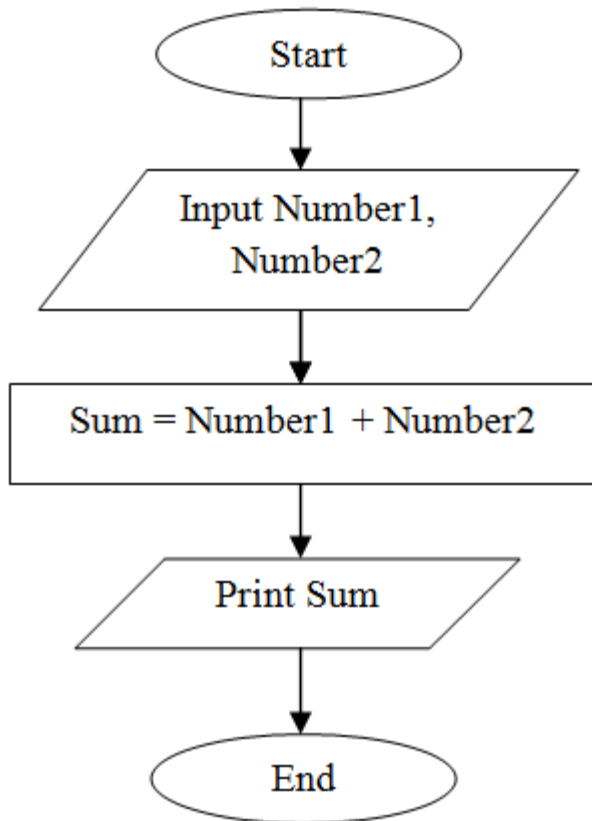 Start
Input Number1,
Number2
Sum = Number1 + Number2
Print Sum
End